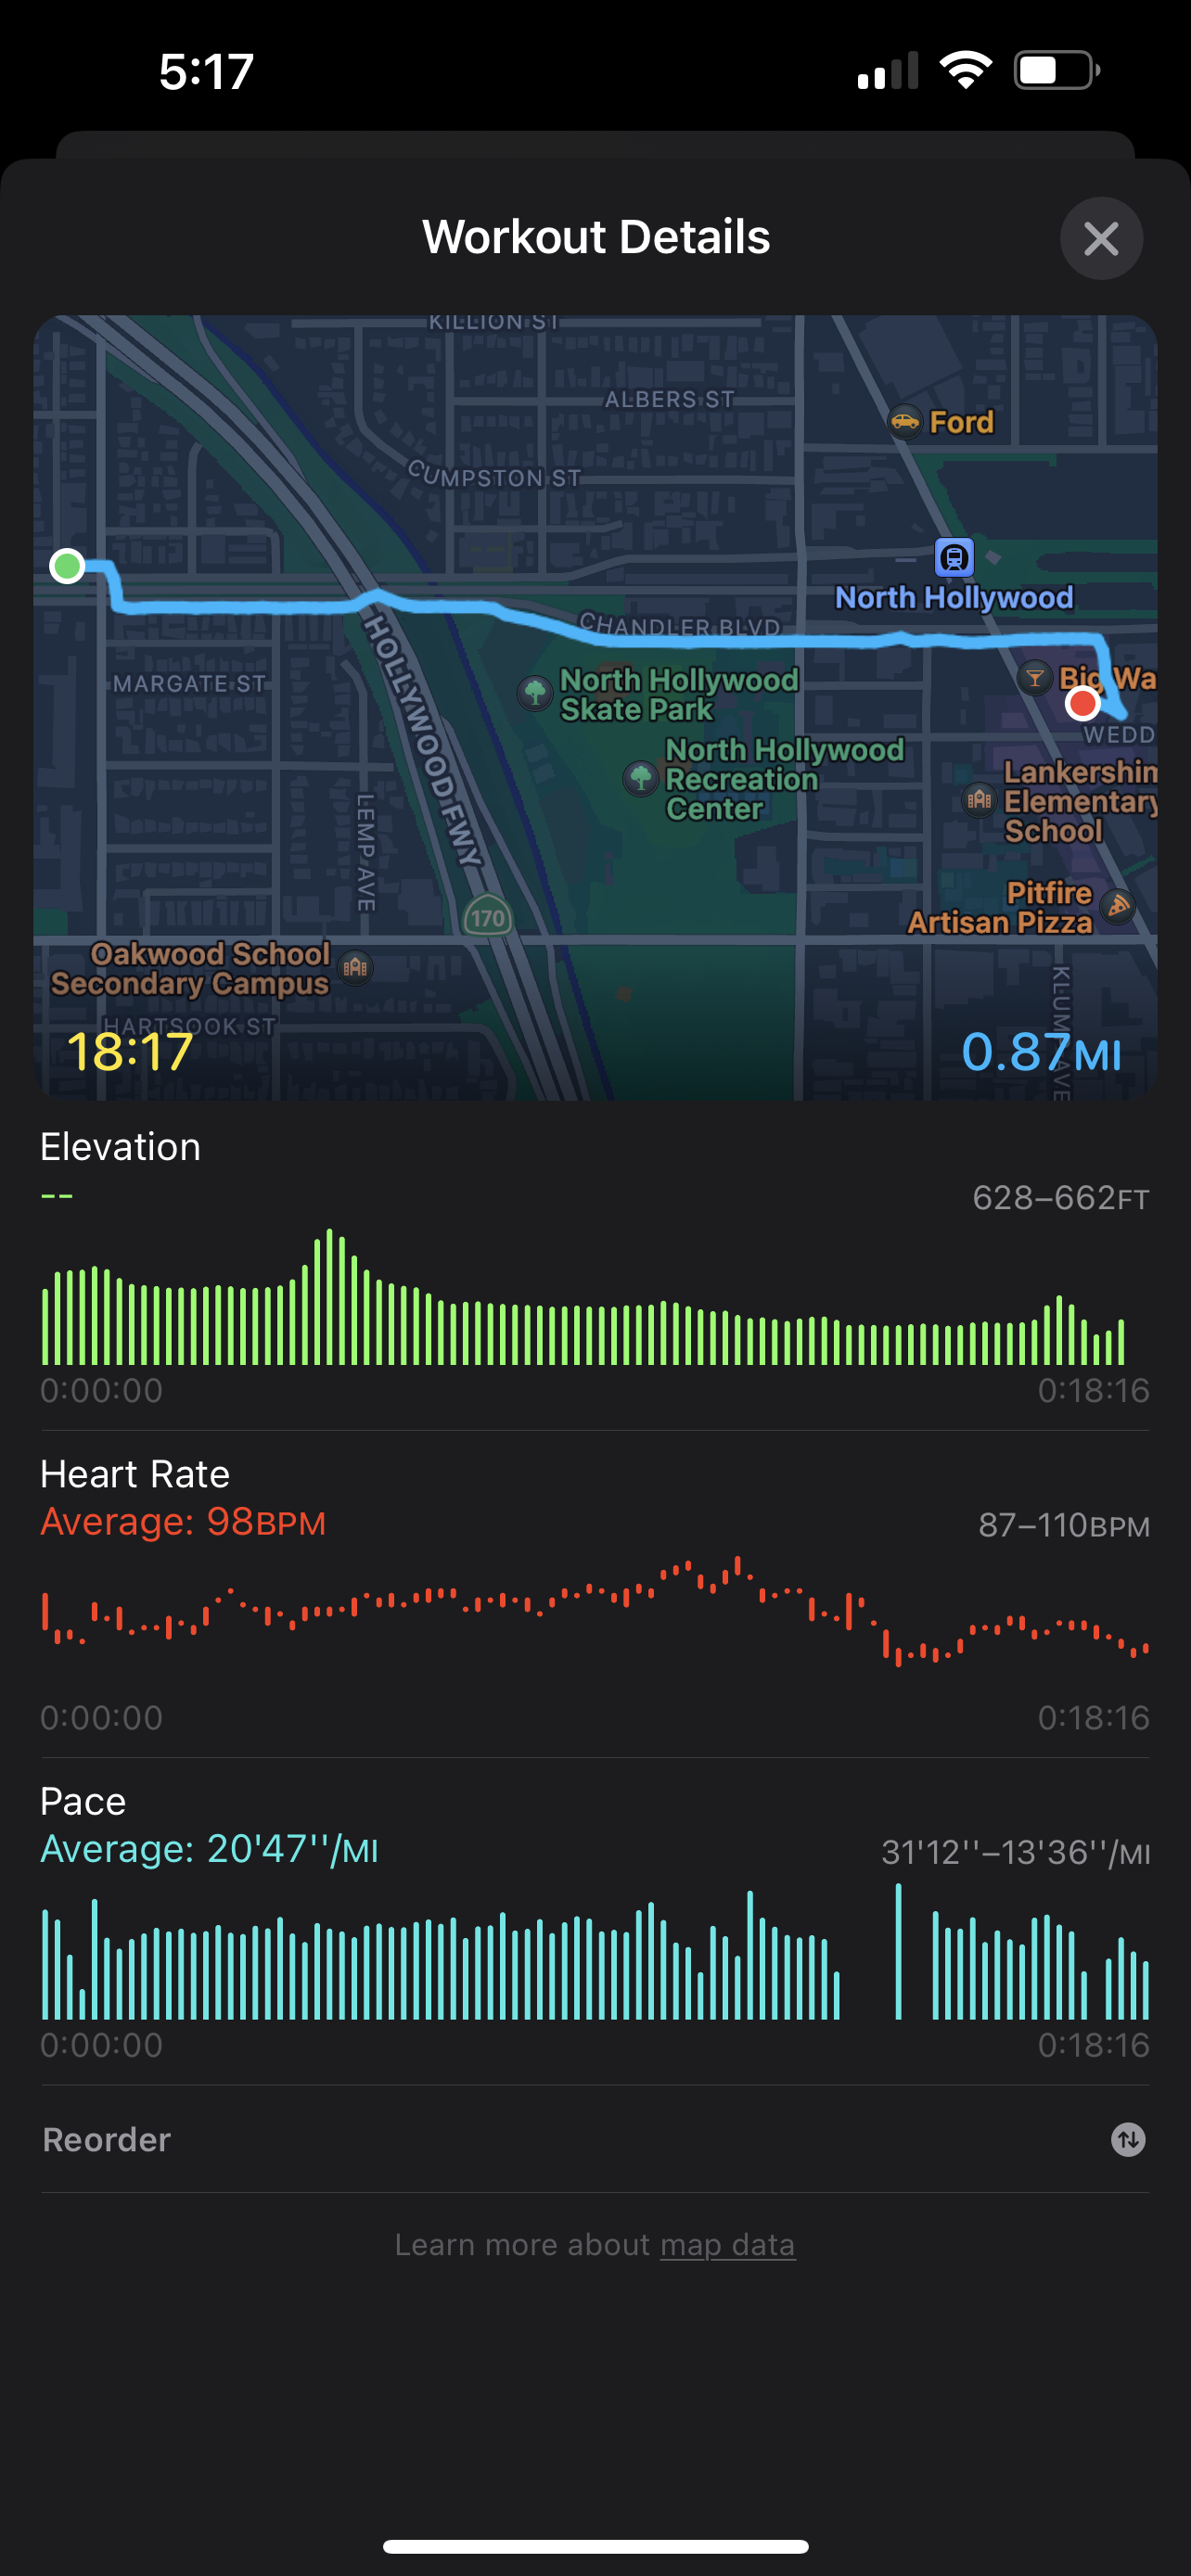 5:17
Workout Details
KILLION ST
ALBERS ST
Ford
CUMPSTON ST
North Hollywood
CHANDLER BLVD
MARGATE ST
HOLLYWOOD FWY
North Hollywood
Skate Park
Big Wa
WEDD
North Hollywood
Recreation
Center
Lankershim
Elementary
School
LEMP AVE
170
Pitfire
Artisan Pizza
Oakwood School
Secondary Campus
KLUMP AVE
HARTSOOK ST
18:17
0.87MI
Elevation
--
628–662FT
0:00:00
0:18:16
Heart Rate
Average: 98BPM
87–110BPM
0:00:00
0:18:16
Pace
Average: 20'47''/MI
31'12''–13'36''/MI
0:00:00
0:18:16
Reorder
Learn more about map data